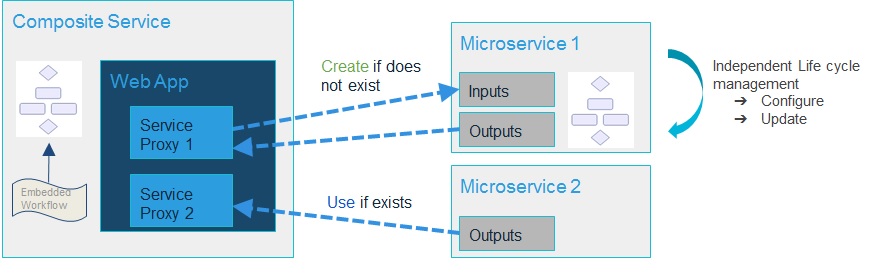 Composite Service
Web App
Service
Proxy 1
Service
Proxy 2
Embedded
Workflow
Create if does
not exist
Use if exists
Microservice 1
Inputs
Outputs
Microservice 2
Outputs
Independent Life cycle
management
➔ Configure
➔ Update